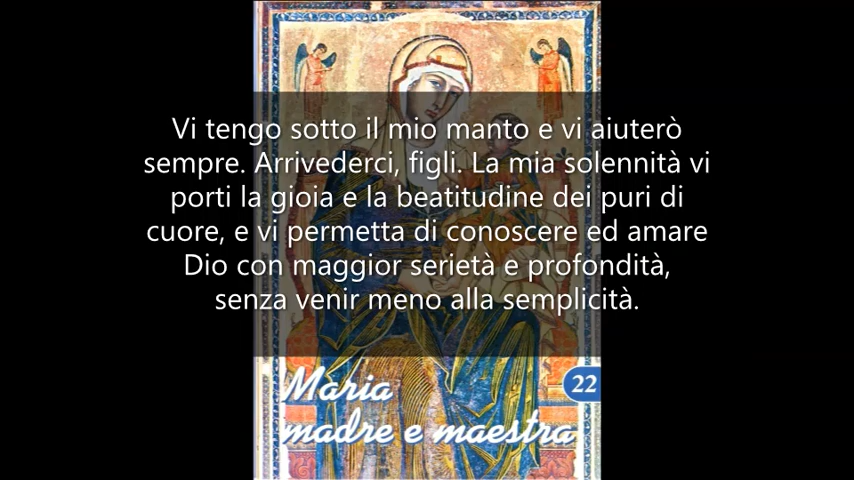 Vi tengo sotto il mio manto e vi aiuterò
sempre. Arrivederci, figli. La mia solennità vi
porti la gioia e la beatitudine dei puri di
cuore, e vi permetta di conoscere ed amare
Dio con maggior serietà e profondità,
senza venir meno alla semplicità.
22
Maria
madre e maestra